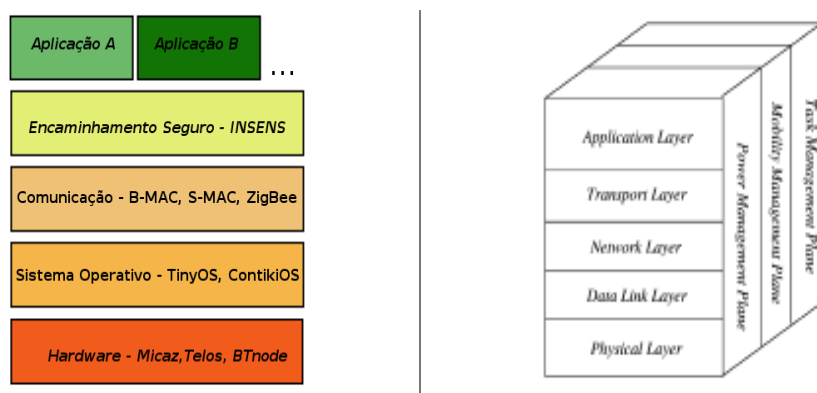 Aplicação A
Aplicação B
...
Encaminhamento Seguro - INSENS
Comunicação - B-MAC, S-MAC, ZigBee
Sistema Operativo - TinyOS, ContikiOS
Hardware - Micaz,Telos, BTnode
Application Layer
Transport Layer
Network Layer
Data Link Layer
Physical Layer
Power Management Plane
Mobility Management Plane
Task Management Plane